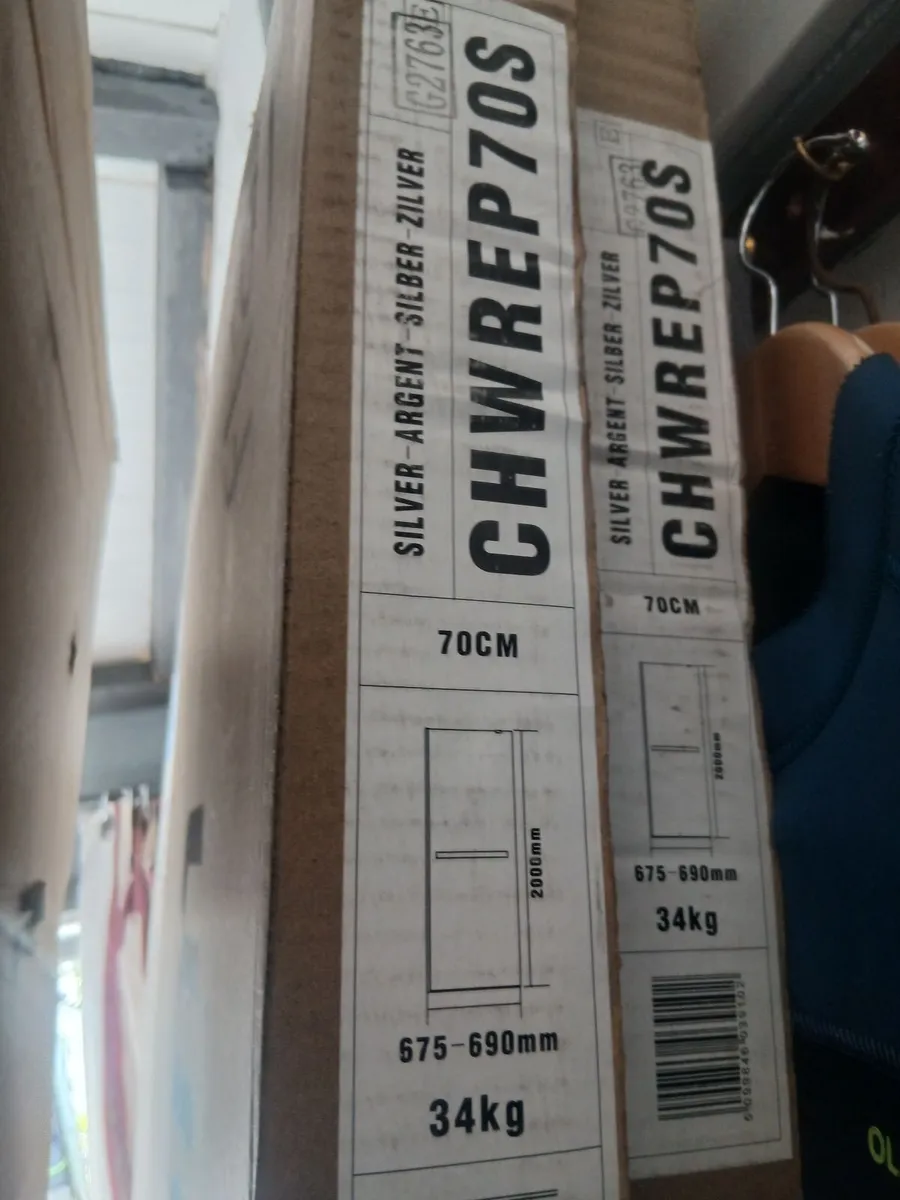 G2763E
SILVER-ARGENT-SILBER-ZILVER
CHWREP70S
70CM
2000mm
675-690mm
34kg
E
G2763
SILVER-ARGENT-SILBER-ZILVER
CHWREP70S
70CM
2000mm
675-690mm
34kg